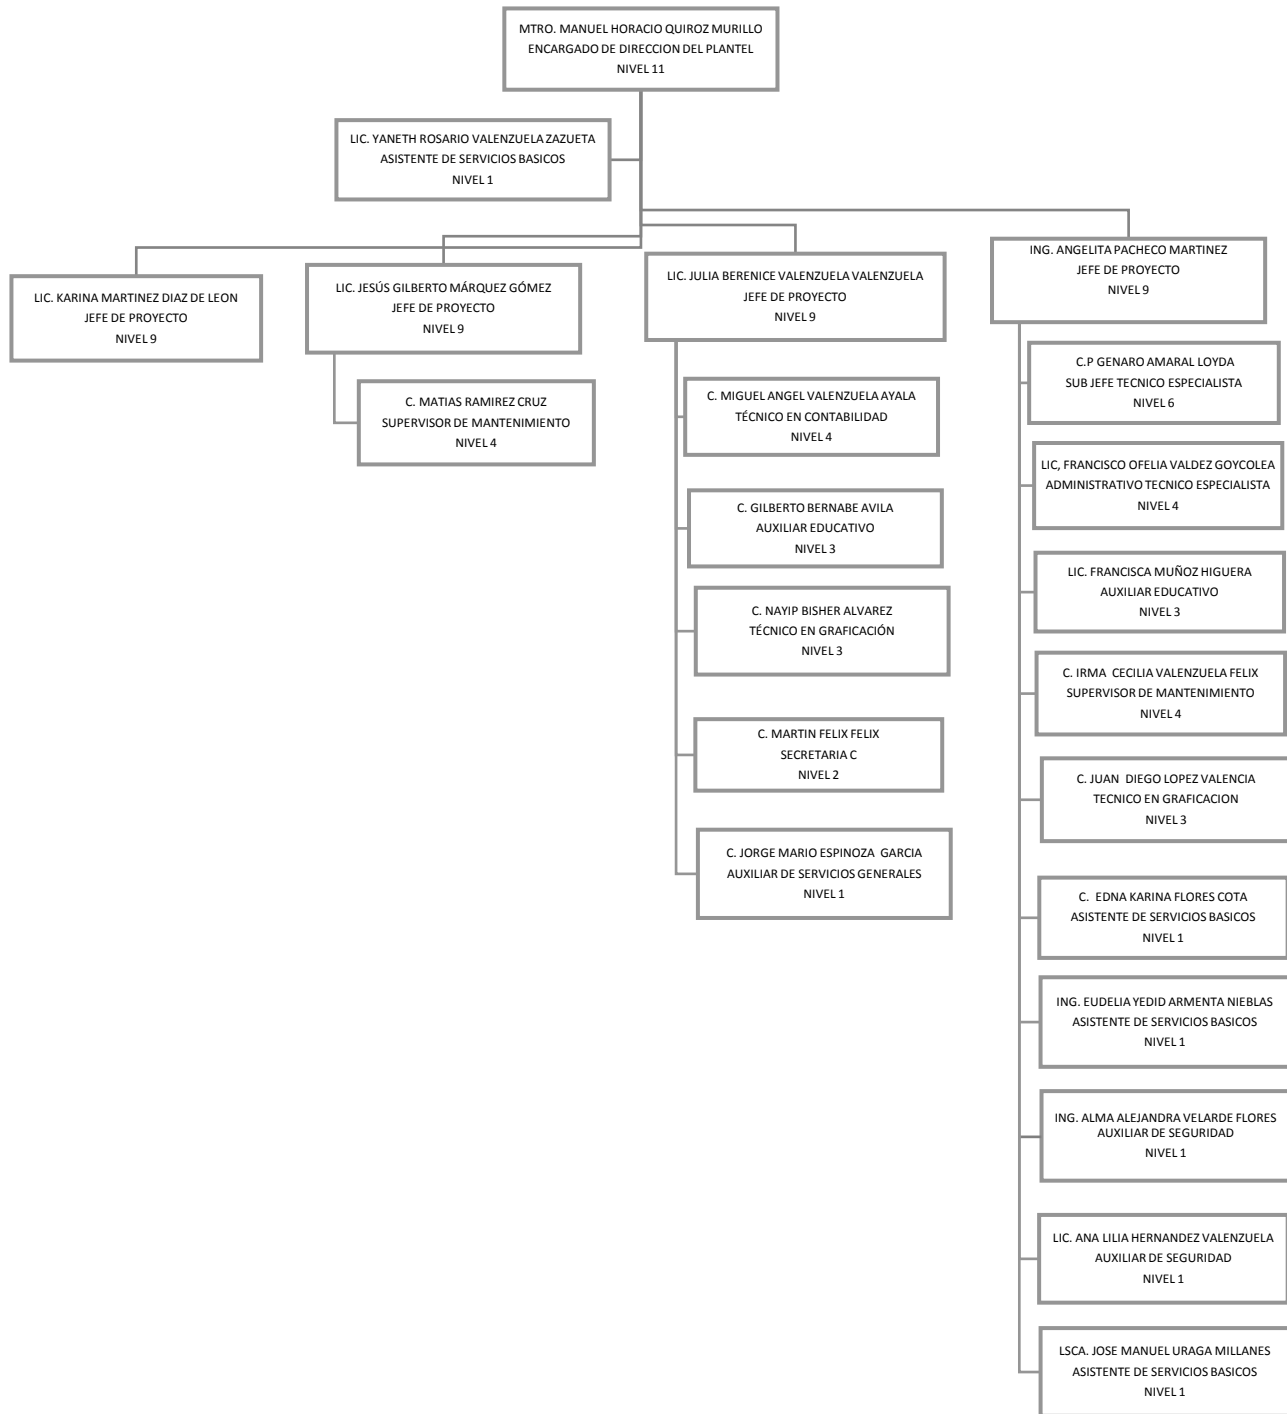 MTRO. MANUEL HORACIO QUIROZ MURILLO
ENCARGADO DE DIRECCION DEL PLANTEL
NIVEL 11
LIC. YANETH ROSARIO VALENZUELA ZAZUETA
ASISTENTE DE SERVICIOS BASICOS
NIVEL 1
LIC. KARINA MARTINEZ DIAZ DE LEON
JEFE DE PROYECTO
NIVEL 9
LIC. JESÚS GILBERTO MÁRQUEZ GÓMEZ
JEFE DE PROYECTO
NIVEL 9
C. MATIAS RAMIREZ CRUZ
SUPERVISOR DE MANTENIMIENTO
NIVEL 4
LIC. JULIA BERENICE VALENZUELA VALENZUELA
JEFE DE PROYECTO
NIVEL 9
C. MIGUEL ANGEL VALENZUELA AYALA
TÉCNICO EN CONTABILIDAD
NIVEL 4
C. GILBERTO BERNABE AVILA
AUXILIAR EDUCATIVO
NIVEL 3
C. NAYIP BISHER ALVAREZ
TÉCNICO EN GRAFICACIÓN
NIVEL 3
C. MARTIN FELIX FELIX
SECRETARIA C
NIVEL 2
C. JORGE MARIO ESPINOZA  GARCIA
AUXILIAR DE SERVICIOS GENERALES
NIVEL 1
ING. ANGELITA PACHECO MARTINEZ
JEFE DE PROYECTO
NIVEL 9
C.P GENARO AMARAL LOYDA
SUB JEFE TECNICO ESPECIALISTA
NIVEL 6
LIC, FRANCISCO OFELIA VALDEZ GOYCOLEA
ADMINISTRATIVO TECNICO ESPECIALISTA
NIVEL 4
LIC. FRANCISCA MUÑOZ HIGUERA
AUXILIAR EDUCATIVO
NIVEL 3
C. IRMA  CECILIA VALENZUELA FELIX
SUPERVISOR DE MANTENIMIENTO
NIVEL 4
C. JUAN  DIEGO LOPEZ VALENCIA
TECNICO EN GRAFICACION
NIVEL 3
C.  EDNA KARINA FLORES COTA
ASISTENTE DE SERVICIOS BASICOS
NIVEL 1
ING. EUDELIA YEDID ARMENTA NIEBLAS
ASISTENTE DE SERVICIOS BASICOS
NIVEL 1
ING. ALMA ALEJANDRA VELARDE FLORES
AUXILIAR DE SEGURIDAD
NIVEL 1
LIC. ANA LILIA HERNANDEZ VALENZUELA
AUXILIAR DE SEGURIDAD
NIVEL 1
LSCA. JOSE MANUEL URAGA MILLANES
ASISTENTE DE SERVICIOS BASICOS
NIVEL 1